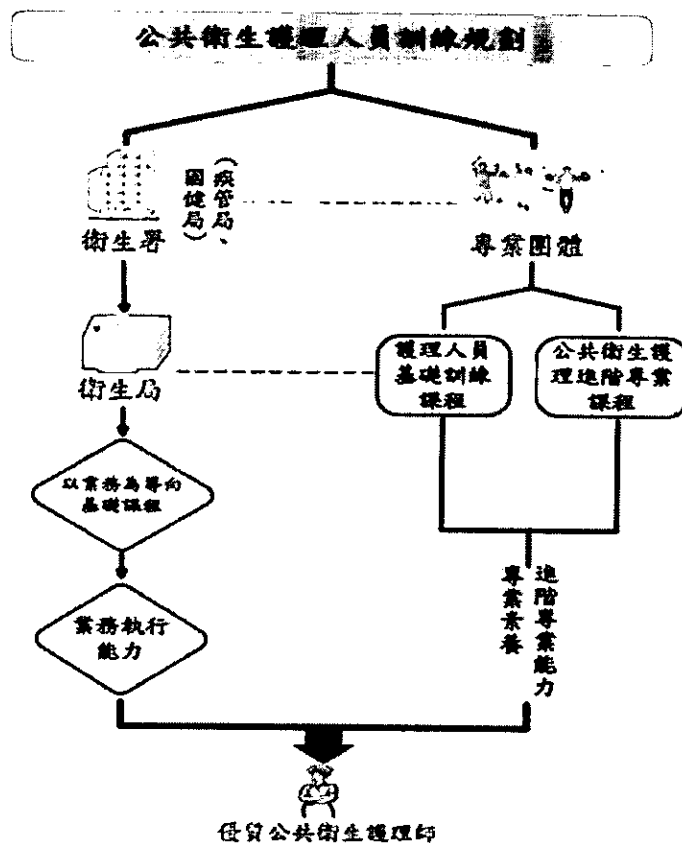 公共衛生護理人員訓練規劃
衛生署
(疾管局、
國健局)
專業團體
衛生局
護理人員
基礎訓練
課程
公共衛生護
理進階專業
課程
以業務為導向
基礎課程
業務執行
能力
進階專業能力
專業素養
優質公共衛生護理師